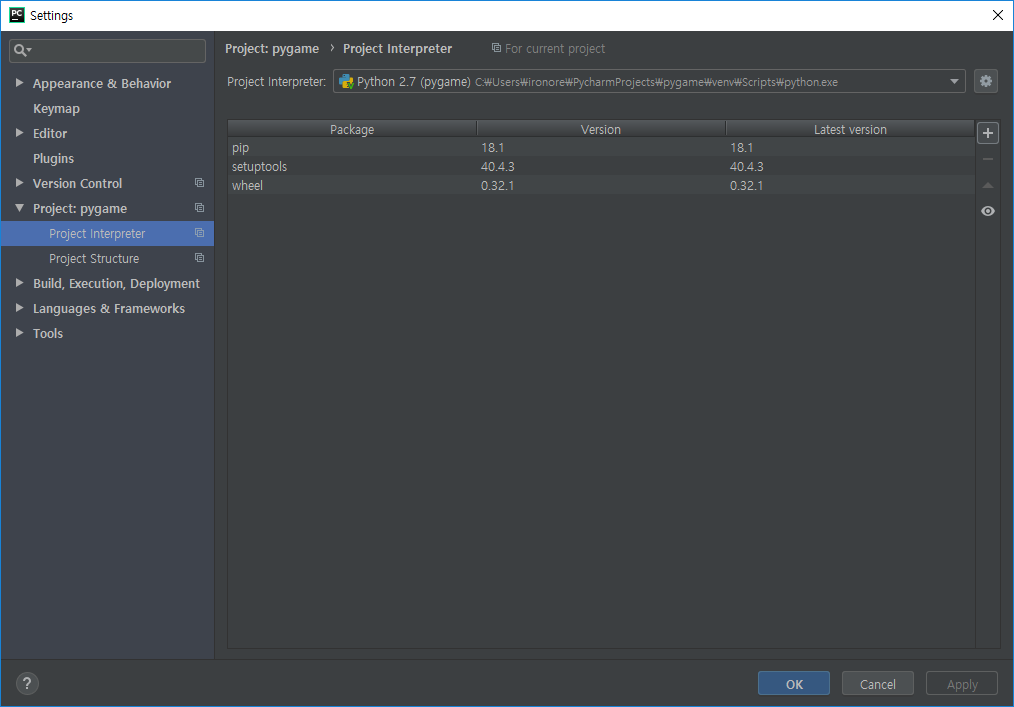 PC Settings
Project: pygame › Project Interpreter For current project
Project Interpreter: Python 2.7 (pygame) C:₩Users₩ironore₩PycharmProjects₩pygame₩venv₩Scripts₩python.exe
Appearance & Behavior
Keymap
Editor
Plugins
Version Control
Project: pygame
Project Interpreter
Project Structure
Build, Execution, Deployment
Languages & Frameworks
Tools
Package Version Latest version
pip 18.1 18.1
setuptools 40.4.3 40.4.3
wheel 0.32.1 0.32.1
? OK Cancel Apply